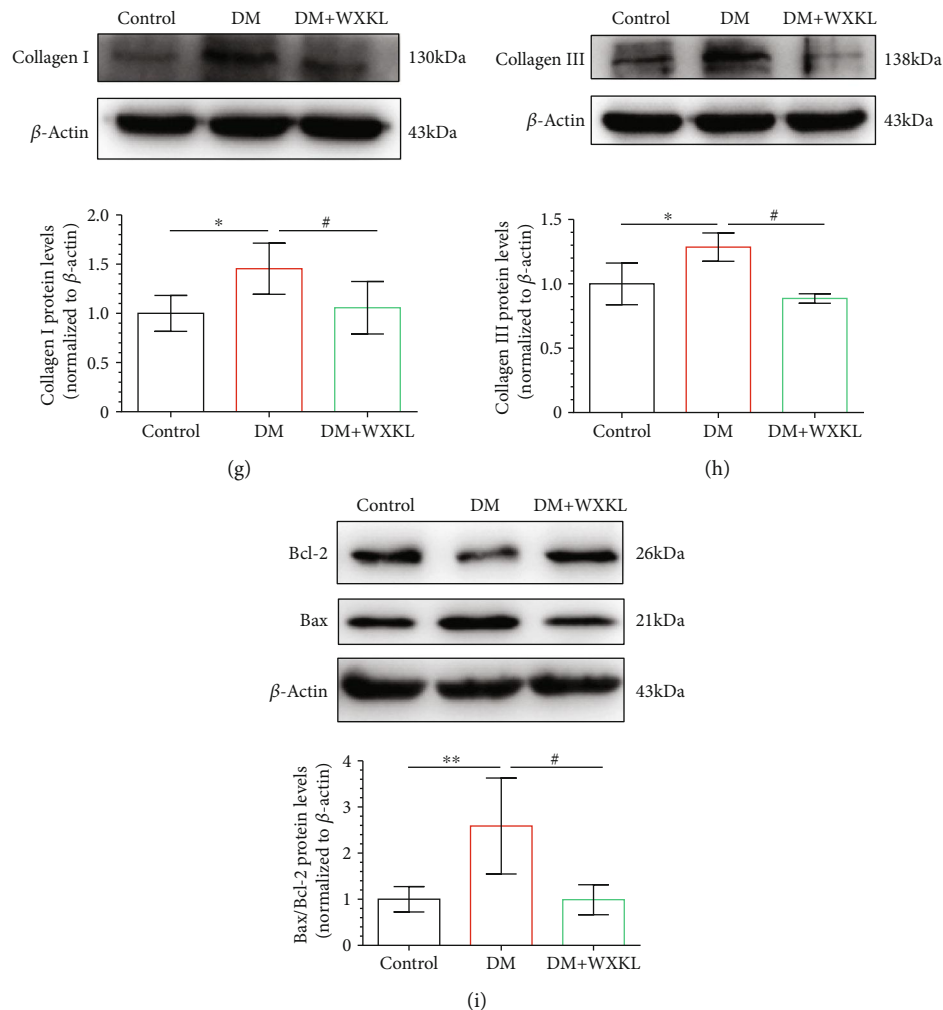 Control DM DM+WXKL
Collagen I 130kDa
β-Actin 43kDa
Collagen I protein levels
(normalized to β-actin)
2.0
1.5
1.0
0.5
0
* #
Control DM DM+WXKL
(g)
Control DM DM+WXKL
Collagen III 138kDa
β-Actin 43kDa
Collagen III protein levels
(normalized to β-actin)
1.5
1.0
0.5
0
* #
Control DM DM+WXKL
(h)
Control DM DM+WXKL
Bcl-2 26kDa
Bax 21kDa
β-Actin 43kDa
Bax/Bcl-2 protein levels
(normalized to β-actin)
4
3
2
1
0
** #
Control DM DM+WXKL
(i)